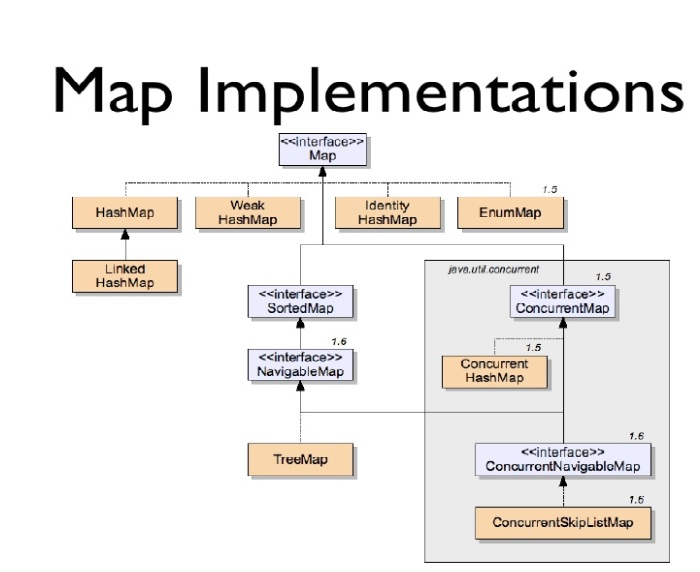 Map Implementations
<<interface>>
Map
1.5
HashMap
Weak
HashMap
Identity
HashMap
EnumMap
Linked
HashMap
java.util.concurrent
1.5
<<interface>>
SortedMap
<<interface>>
ConcurrentMap
1.6
<<interface>>
NavigableMap
1.5
Concurrent
HashMap
1.6
TreeMap
<<interface>>
ConcurrentNavigableMap
1.6
ConcurrentSkipListMap